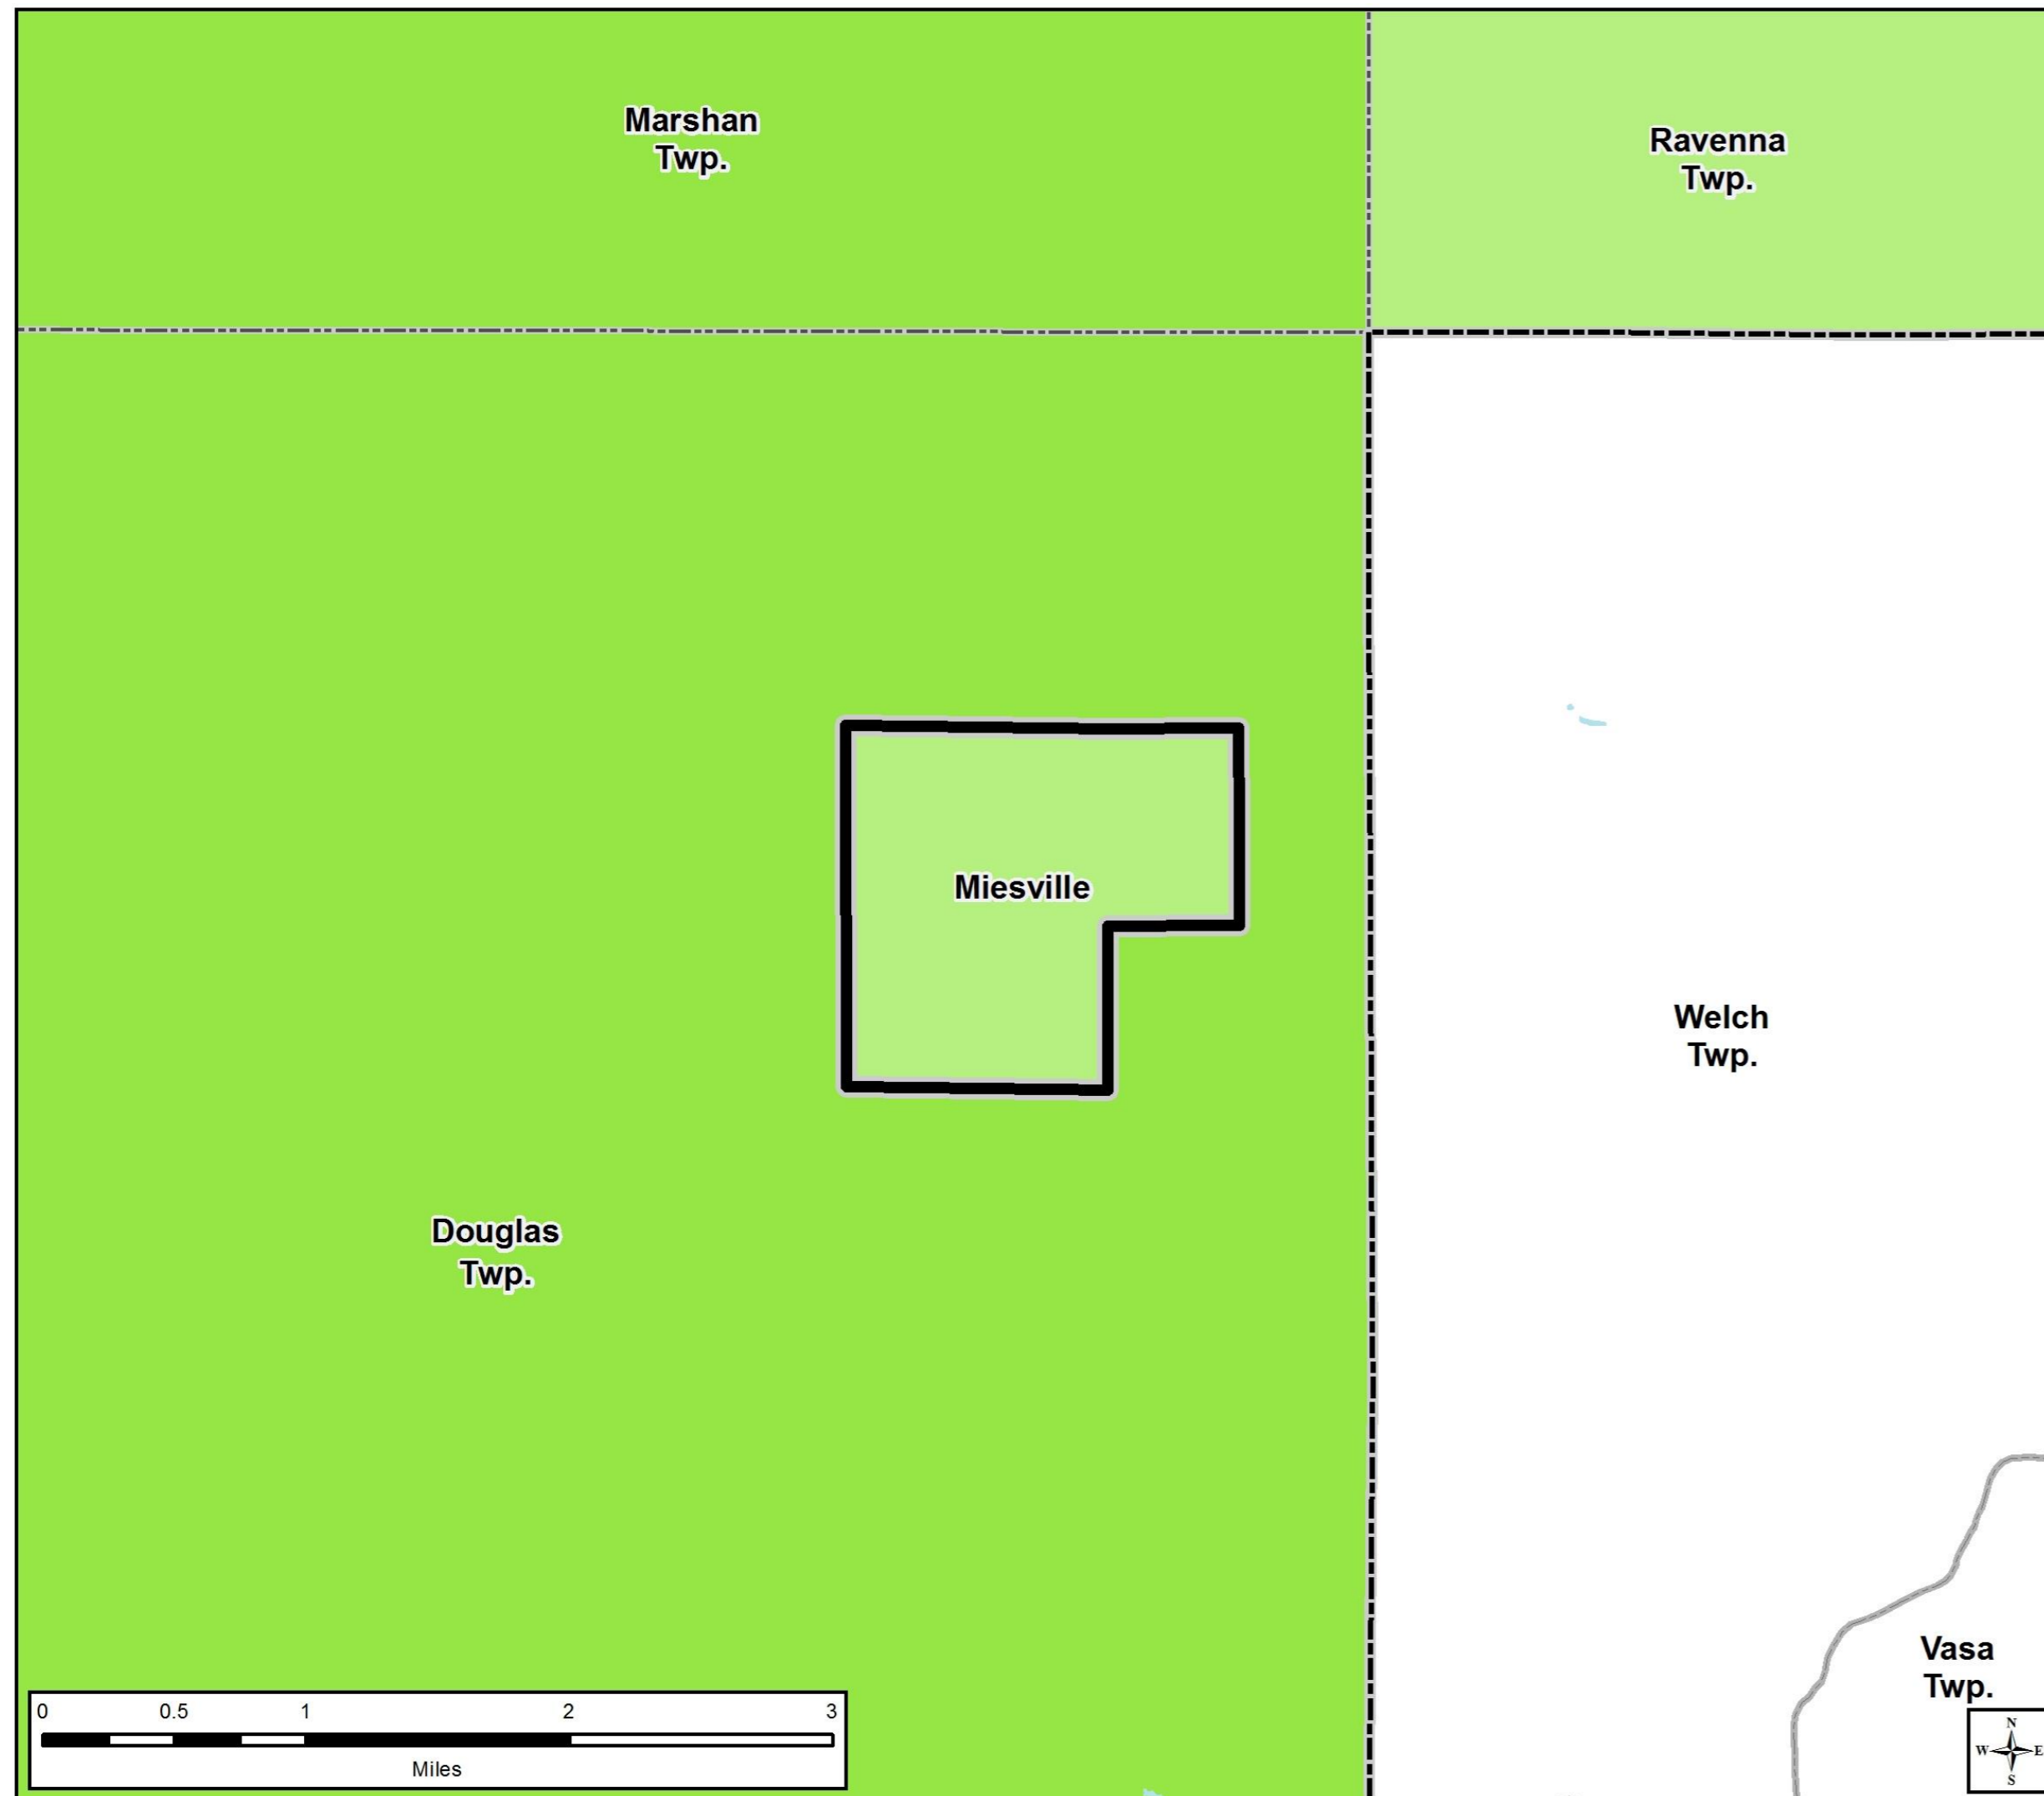 Marshan
Twp.
Ravenna
Twp.
Miesville
Welch
Twp.
Douglas
Twp.
Vasa
Twp.
0 0.5 1 2 3
Miles
N
W E
S